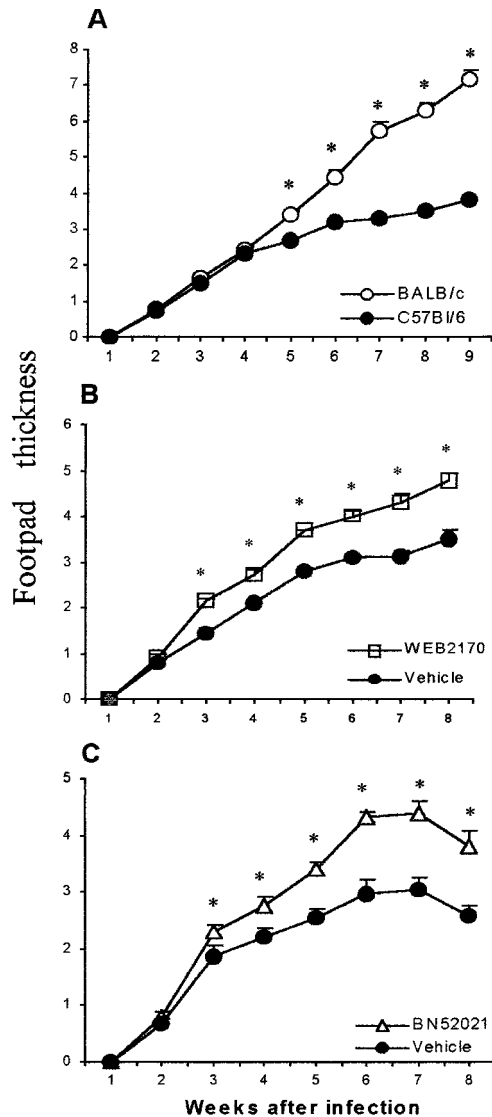 A
8
7
6
5
4
3
2
1
0
* * * * *
BALB/c
C57Bl/6
1 2 3 4 5 6 7 8 9
Footpad thickness
B
6
5
4
3
2
1
0
* * * * * *
WEB2170
Vehicle
1 2 3 4 5 6 7 8
C
5
4
3
2
1
0
* * * * * *
BN52021
Vehicle
1 2 3 4 5 6 7 8
Weeks after infection